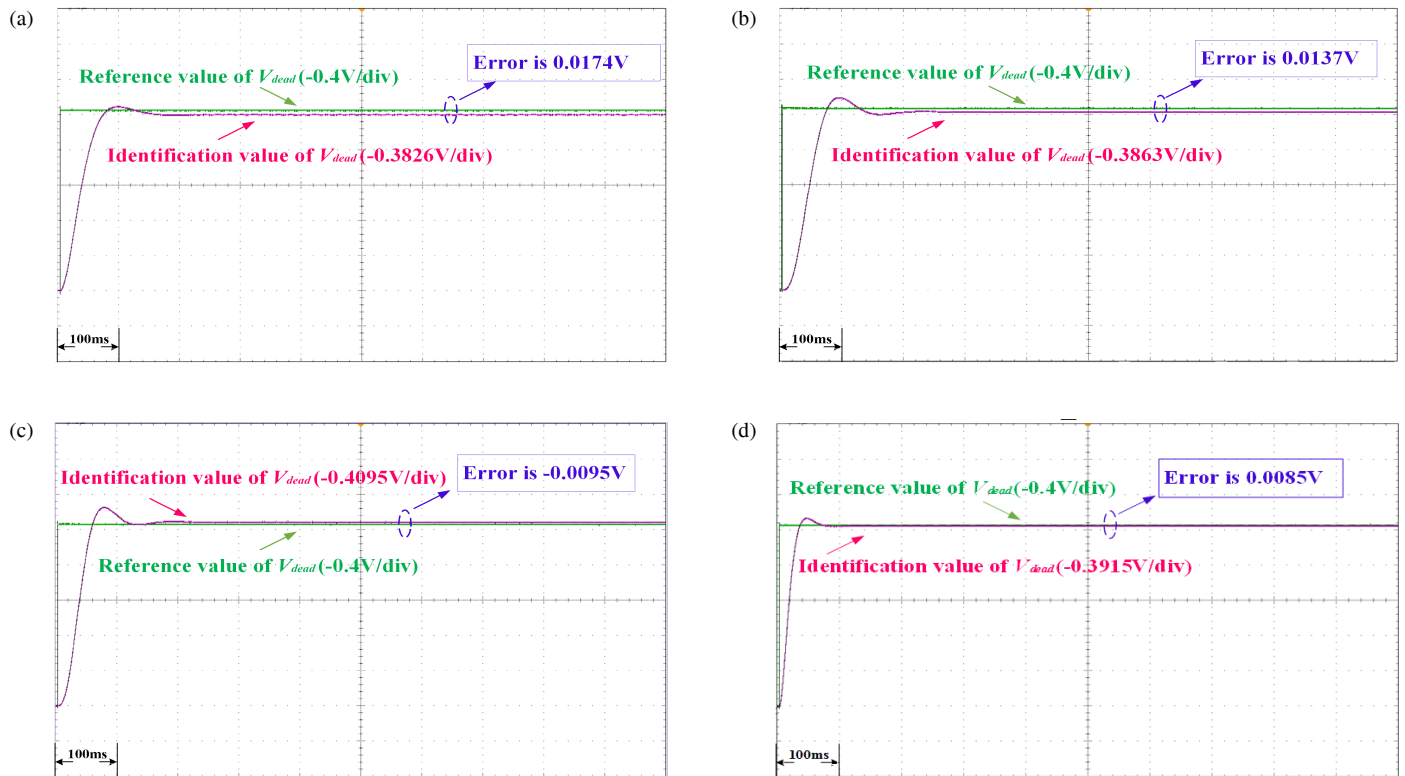 (a)
Error is 0.0174V
Reference value of Vdead(-0.4V/div)
Identification value of Vdead(-0.3826V/div)
100ms
(b)
Error is 0.0137V
Reference value of Vdead(-0.4V/div)
Identification value of Vdead(-0.3863V/div)
100ms
(c)
Identification value of Vdead(-0.4095V/div)
Error is -0.0095V
Reference value of Vdead(-0.4V/div)
100ms
(d)
Error is 0.0085V
Reference value of Vdead(-0.4V/div)
Identification value of Vdead(-0.3915V/div)
100ms